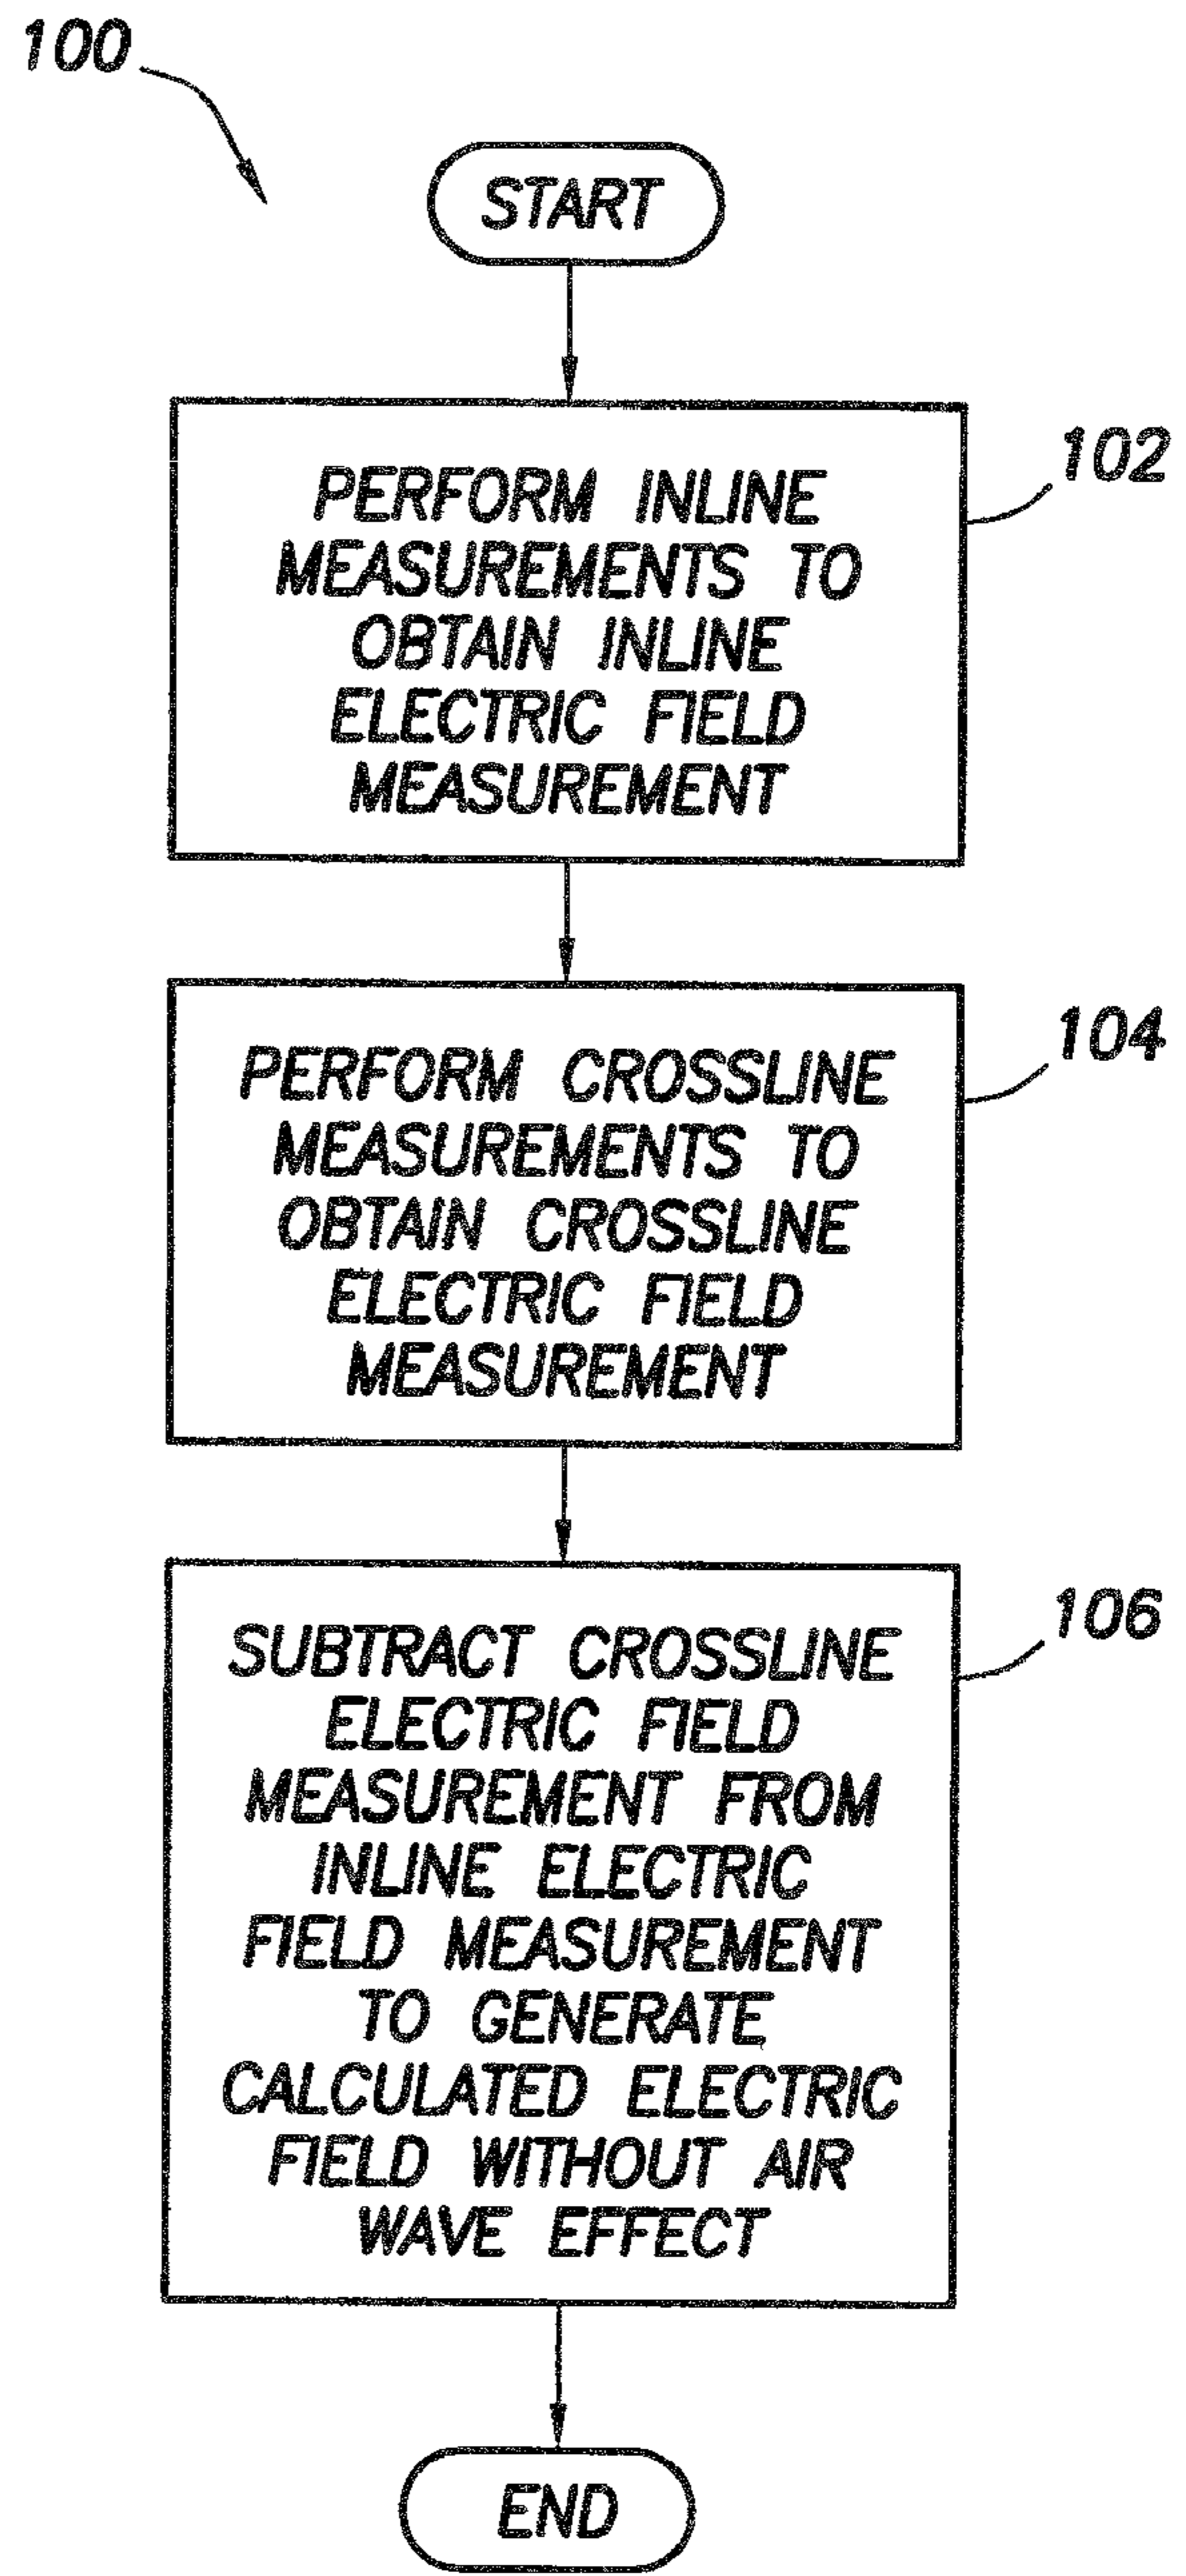 100
START
PERFORM INLINE
MEASUREMENTS TO
OBTAIN INLINE
ELECTRIC FIELD
MEASUREMENT
102
PERFORM CROSSLINE
MEASUREMENTS TO
OBTAIN CROSSLINE
ELECTRIC FIELD
MEASUREMENT
104
SUBTRACT CROSSLINE
ELECTRIC FIELD
MEASUREMENT FROM
INLINE ELECTRIC
FIELD MEASUREMENT
TO GENERATE
CALCULATED ELECTRIC
FIELD WITHOUT AIR
WAVE EFFECT
106
END